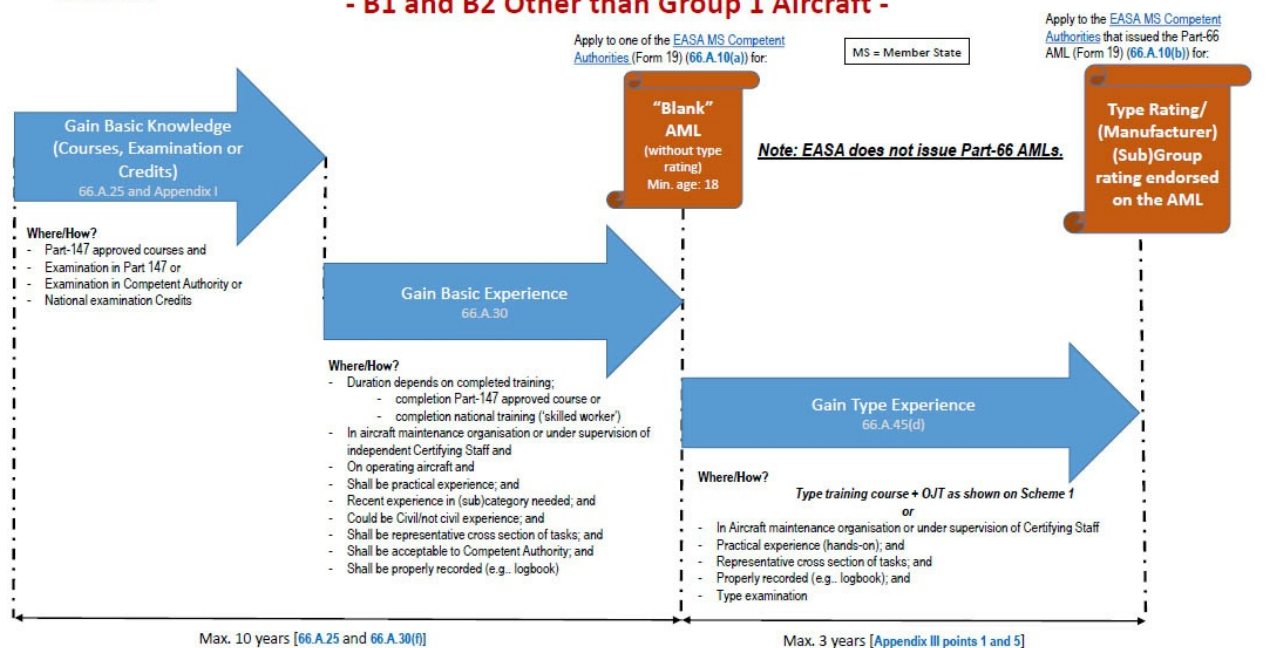 - B1 and B2 Other than Group 1 Aircraft -
Apply to one of the EASA MS Competent
Authorities (Form 19) (66.A.10(a)) for:
MS = Member State
Apply to the EASA MS Competent
Authorities that issued the Part-66
AML (Form 19) (66.A.10(b)) for:
Gain Basic Knowledge
(Courses, Examination or
Credits)
66.A.25 and Appendix I
"Blank"
AML
(without type
rating)
Min. age: 18
Note: EASA does not issue Part-66 AMLs.
Type Rating/
(Manufacturer)
(Sub)Group
rating endorsed
on the AML
Where/How?
- Part-147 approved courses and
- Examination in Part 147 or
- Examination in Competent Authority or
- National examination Credits
Gain Basic Experience
66.A.30
Where/How?
- Duration depends on completed training;
- completion Part-147 approved course or
- completion national training ('skilled worker')
- In aircraft maintenance organisation or under supervision of
independent Certifying Staff and
- On operating aircraft and
- Shall be practical experience; and
- Recent experience in (sub)category needed; and
- Could be Civil/not civil experience; and
- Shall be representative cross section of tasks; and
- Shall be acceptable to Competent Authority; and
- Shall be properly recorded (e.g.. logbook)
Gain Type Experience
66.A.45(d)
Where/How?
Type training course + OJT as shown on Scheme 1
or
- In Aircraft maintenance organisation or under supervision of Certifying Staff
- Practical experience (hands-on); and
- Representative cross section of tasks; and
- Properly recorded (e.g.. logbook); and
- Type examination
Max. 10 years [66.A.25 and 66.A.30(f)]
Max. 3 years [Appendix III points 1 and 5]